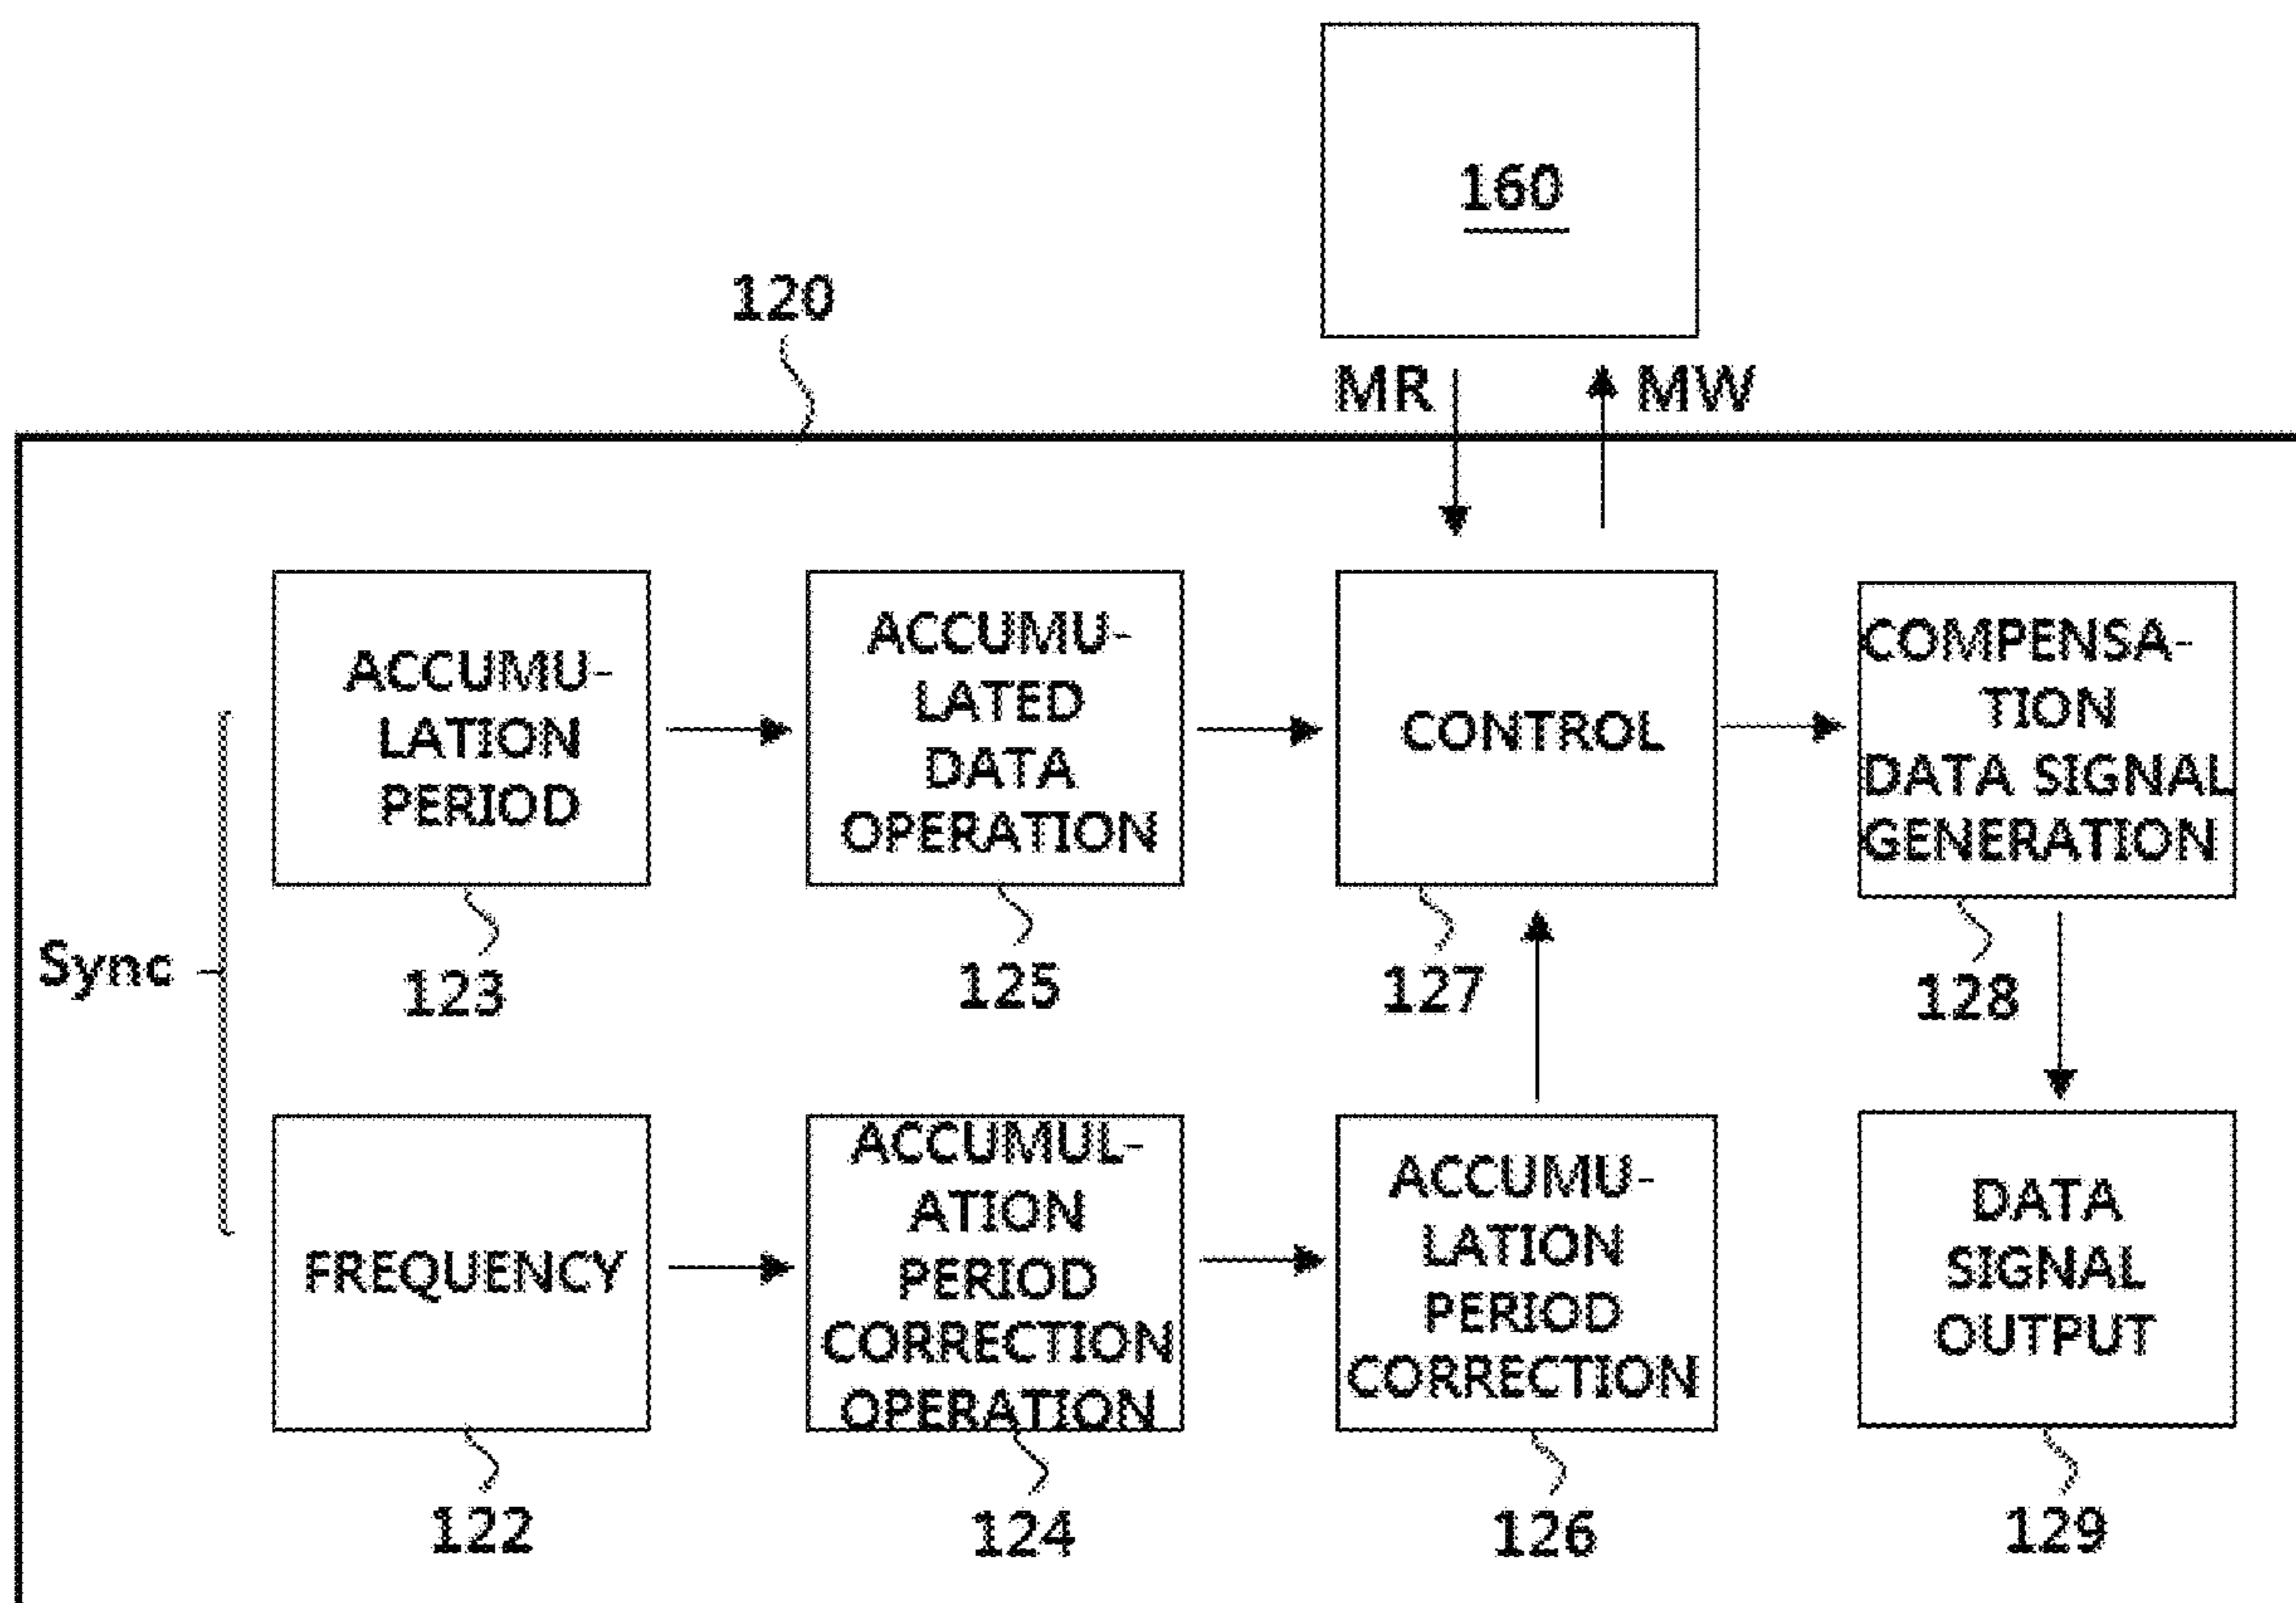 160
120
MR
MW
ACCUMU-
LATION
PERIOD
ACCUMU-
LATED
DATA
OPERATION
CONTROL
COMPENSA-
TION
DATA SIGNAL
GENERATION
Sync
123
125
127
128
FREQUENCY
ACCUMUL-
ATION
PERIOD
CORRECTION
OPERATION
ACCUMU-
LATION
PERIOD
CORRECTION
DATA
SIGNAL
OUTPUT
122
124
126
129